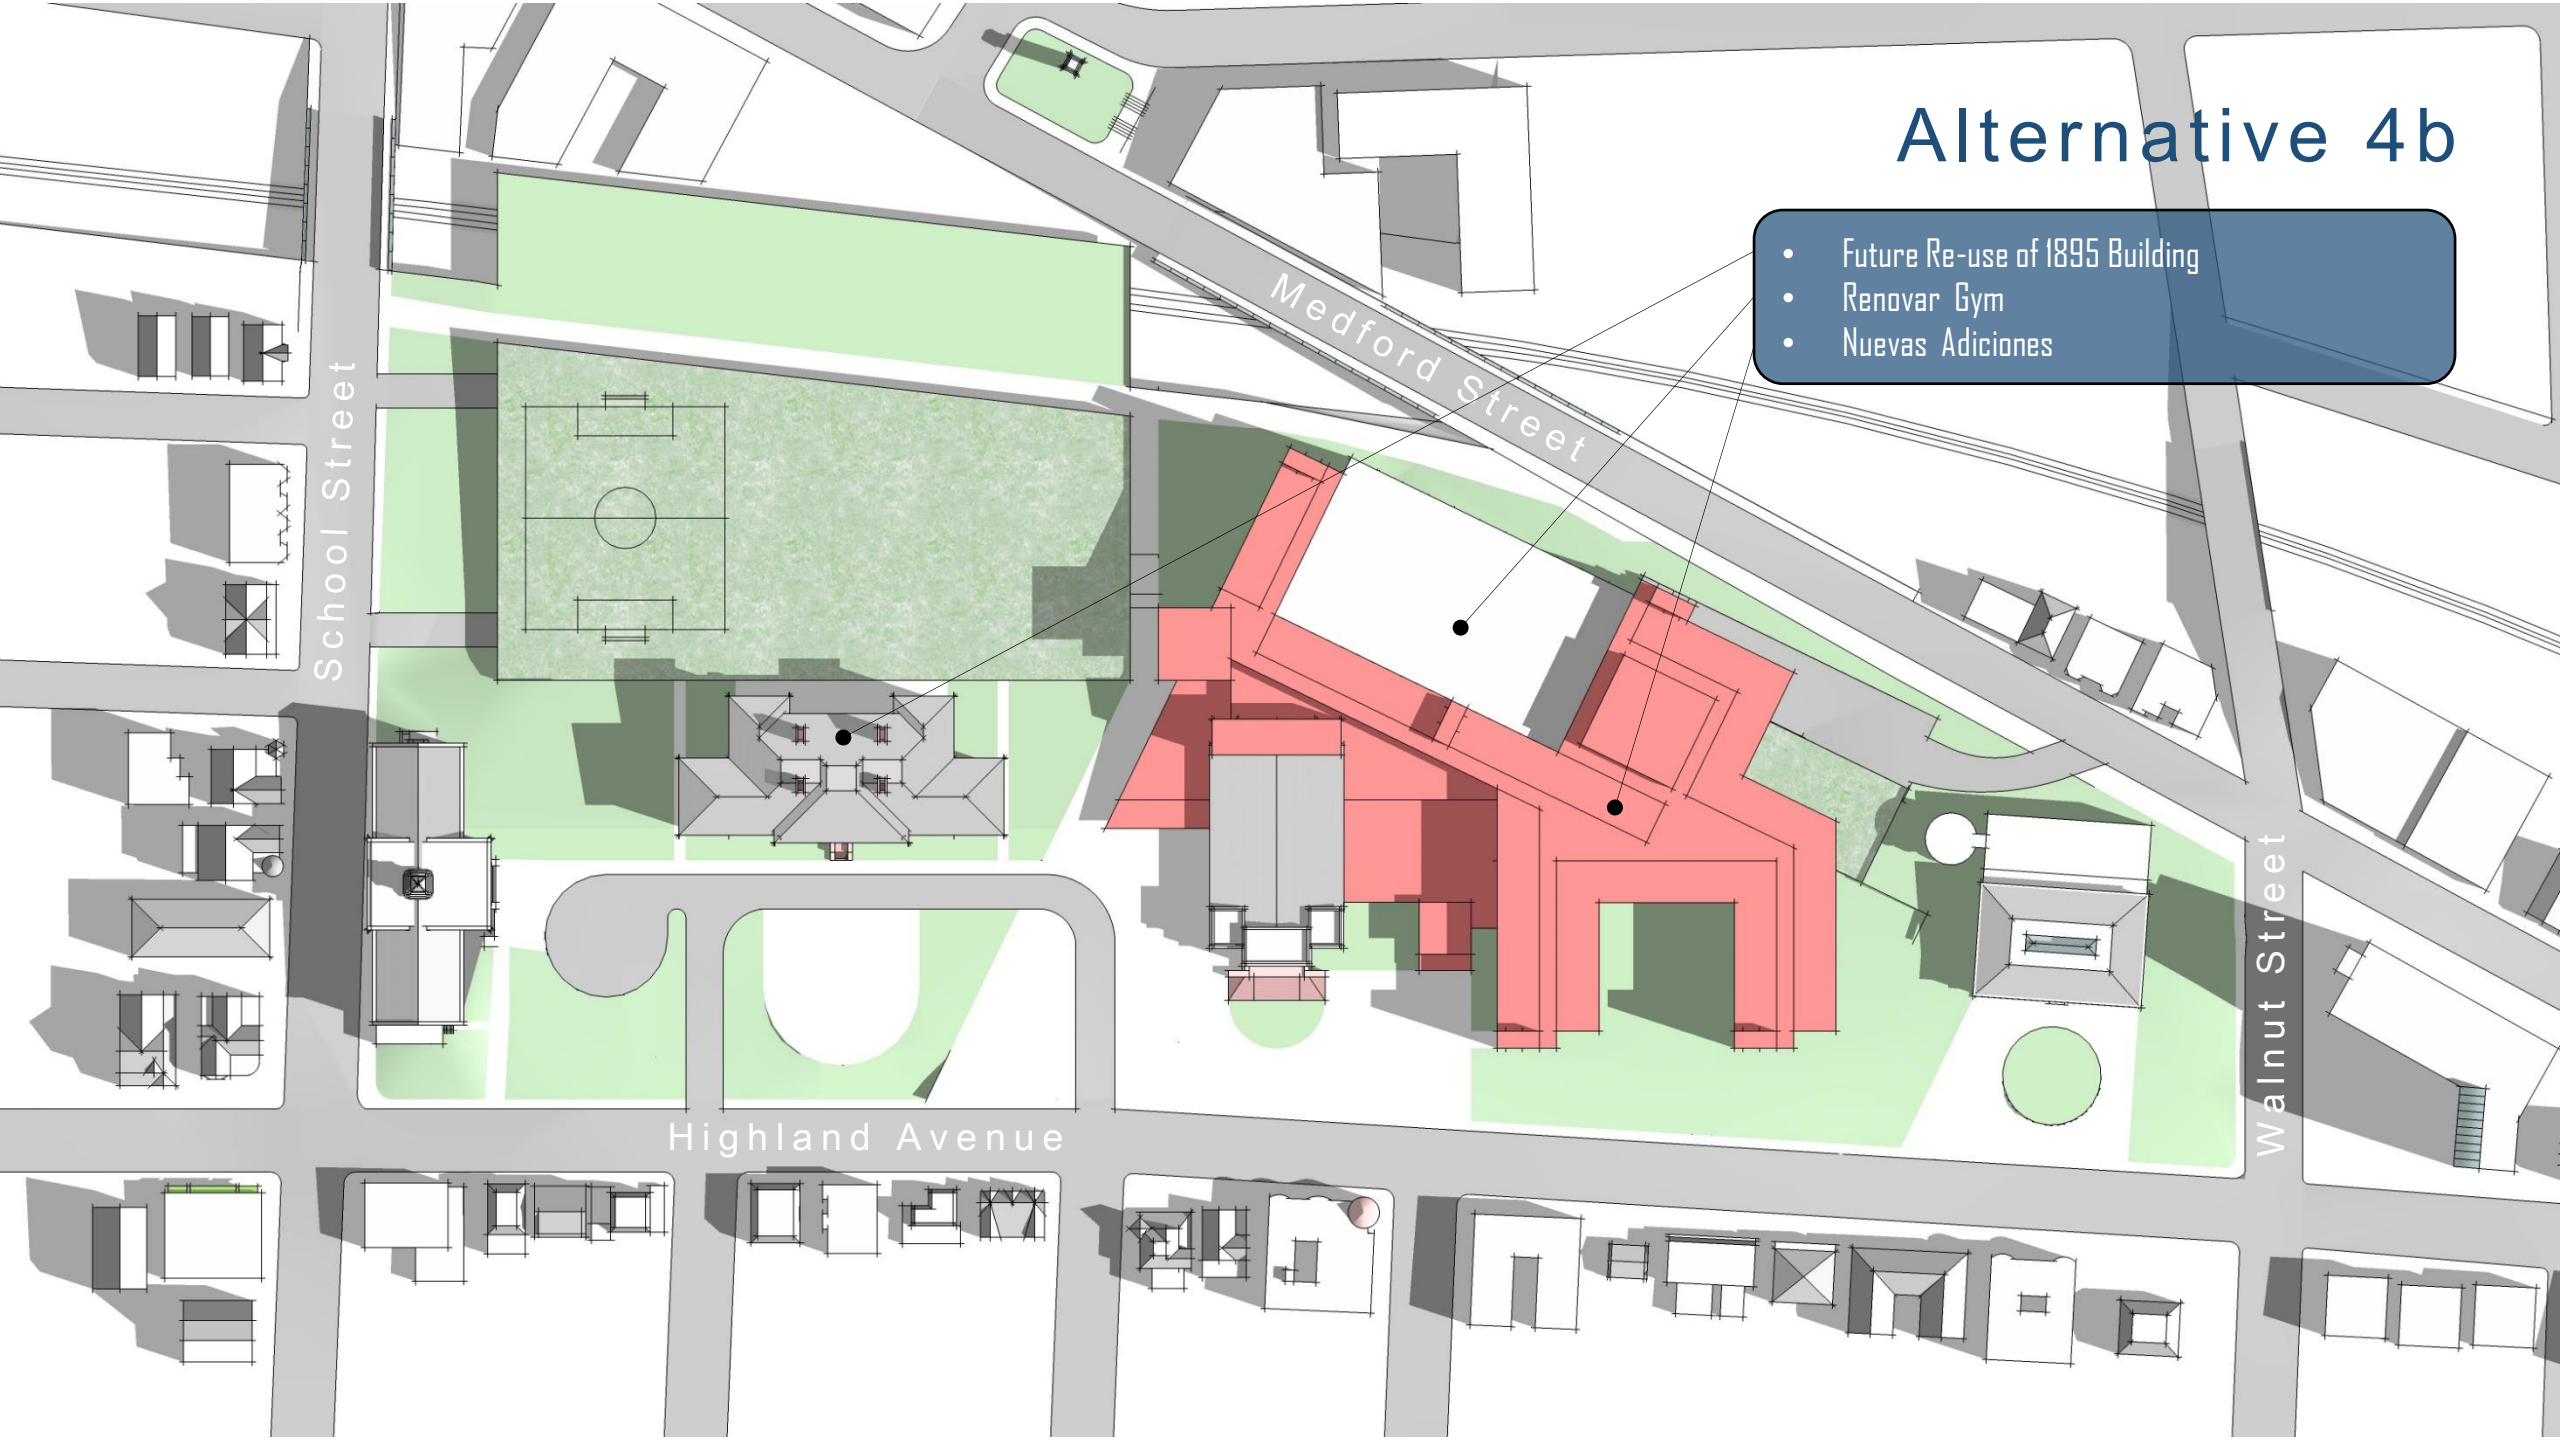 Alternative 4b
• Future Re-use of 1895 Building
• Renovar Gym
• Nuevas Adiciones
Medford Street
School Street
Walnut Street
Highland Avenue